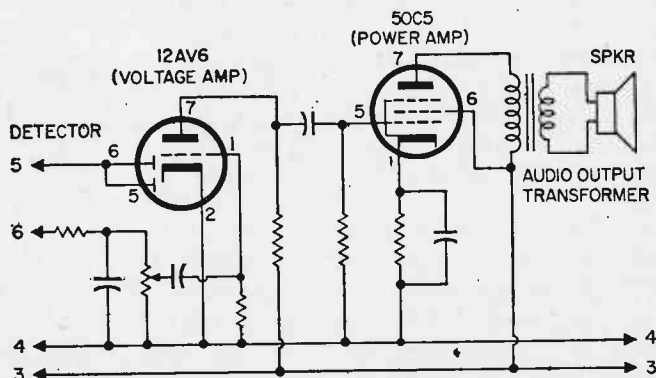 50C5
(POWER AMP)
12AV6
(VOLTAGE AMP)
SPKR
7
7
DETECTOR
6
1
5
6
5
5
2
1
AUDIO OUTPUT
TRANSFORMER
6
4
4
3
3